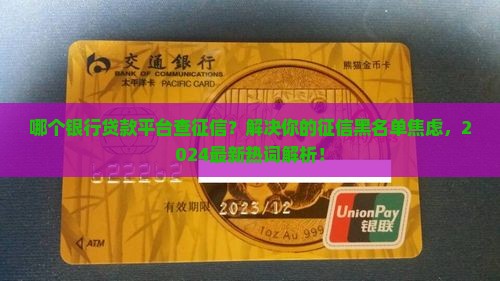 交通銀行
BANK OF COMMUNICATIONS
太平洋卡 PACIFIC CARD
熊猫金币卡
哪个银行贷款平台查征信？解决你的征信黑名单焦虑，2
024最新热词解析！
622262
有效期限 2023/12
1oz Au .999
UnionPay
银联
ATM